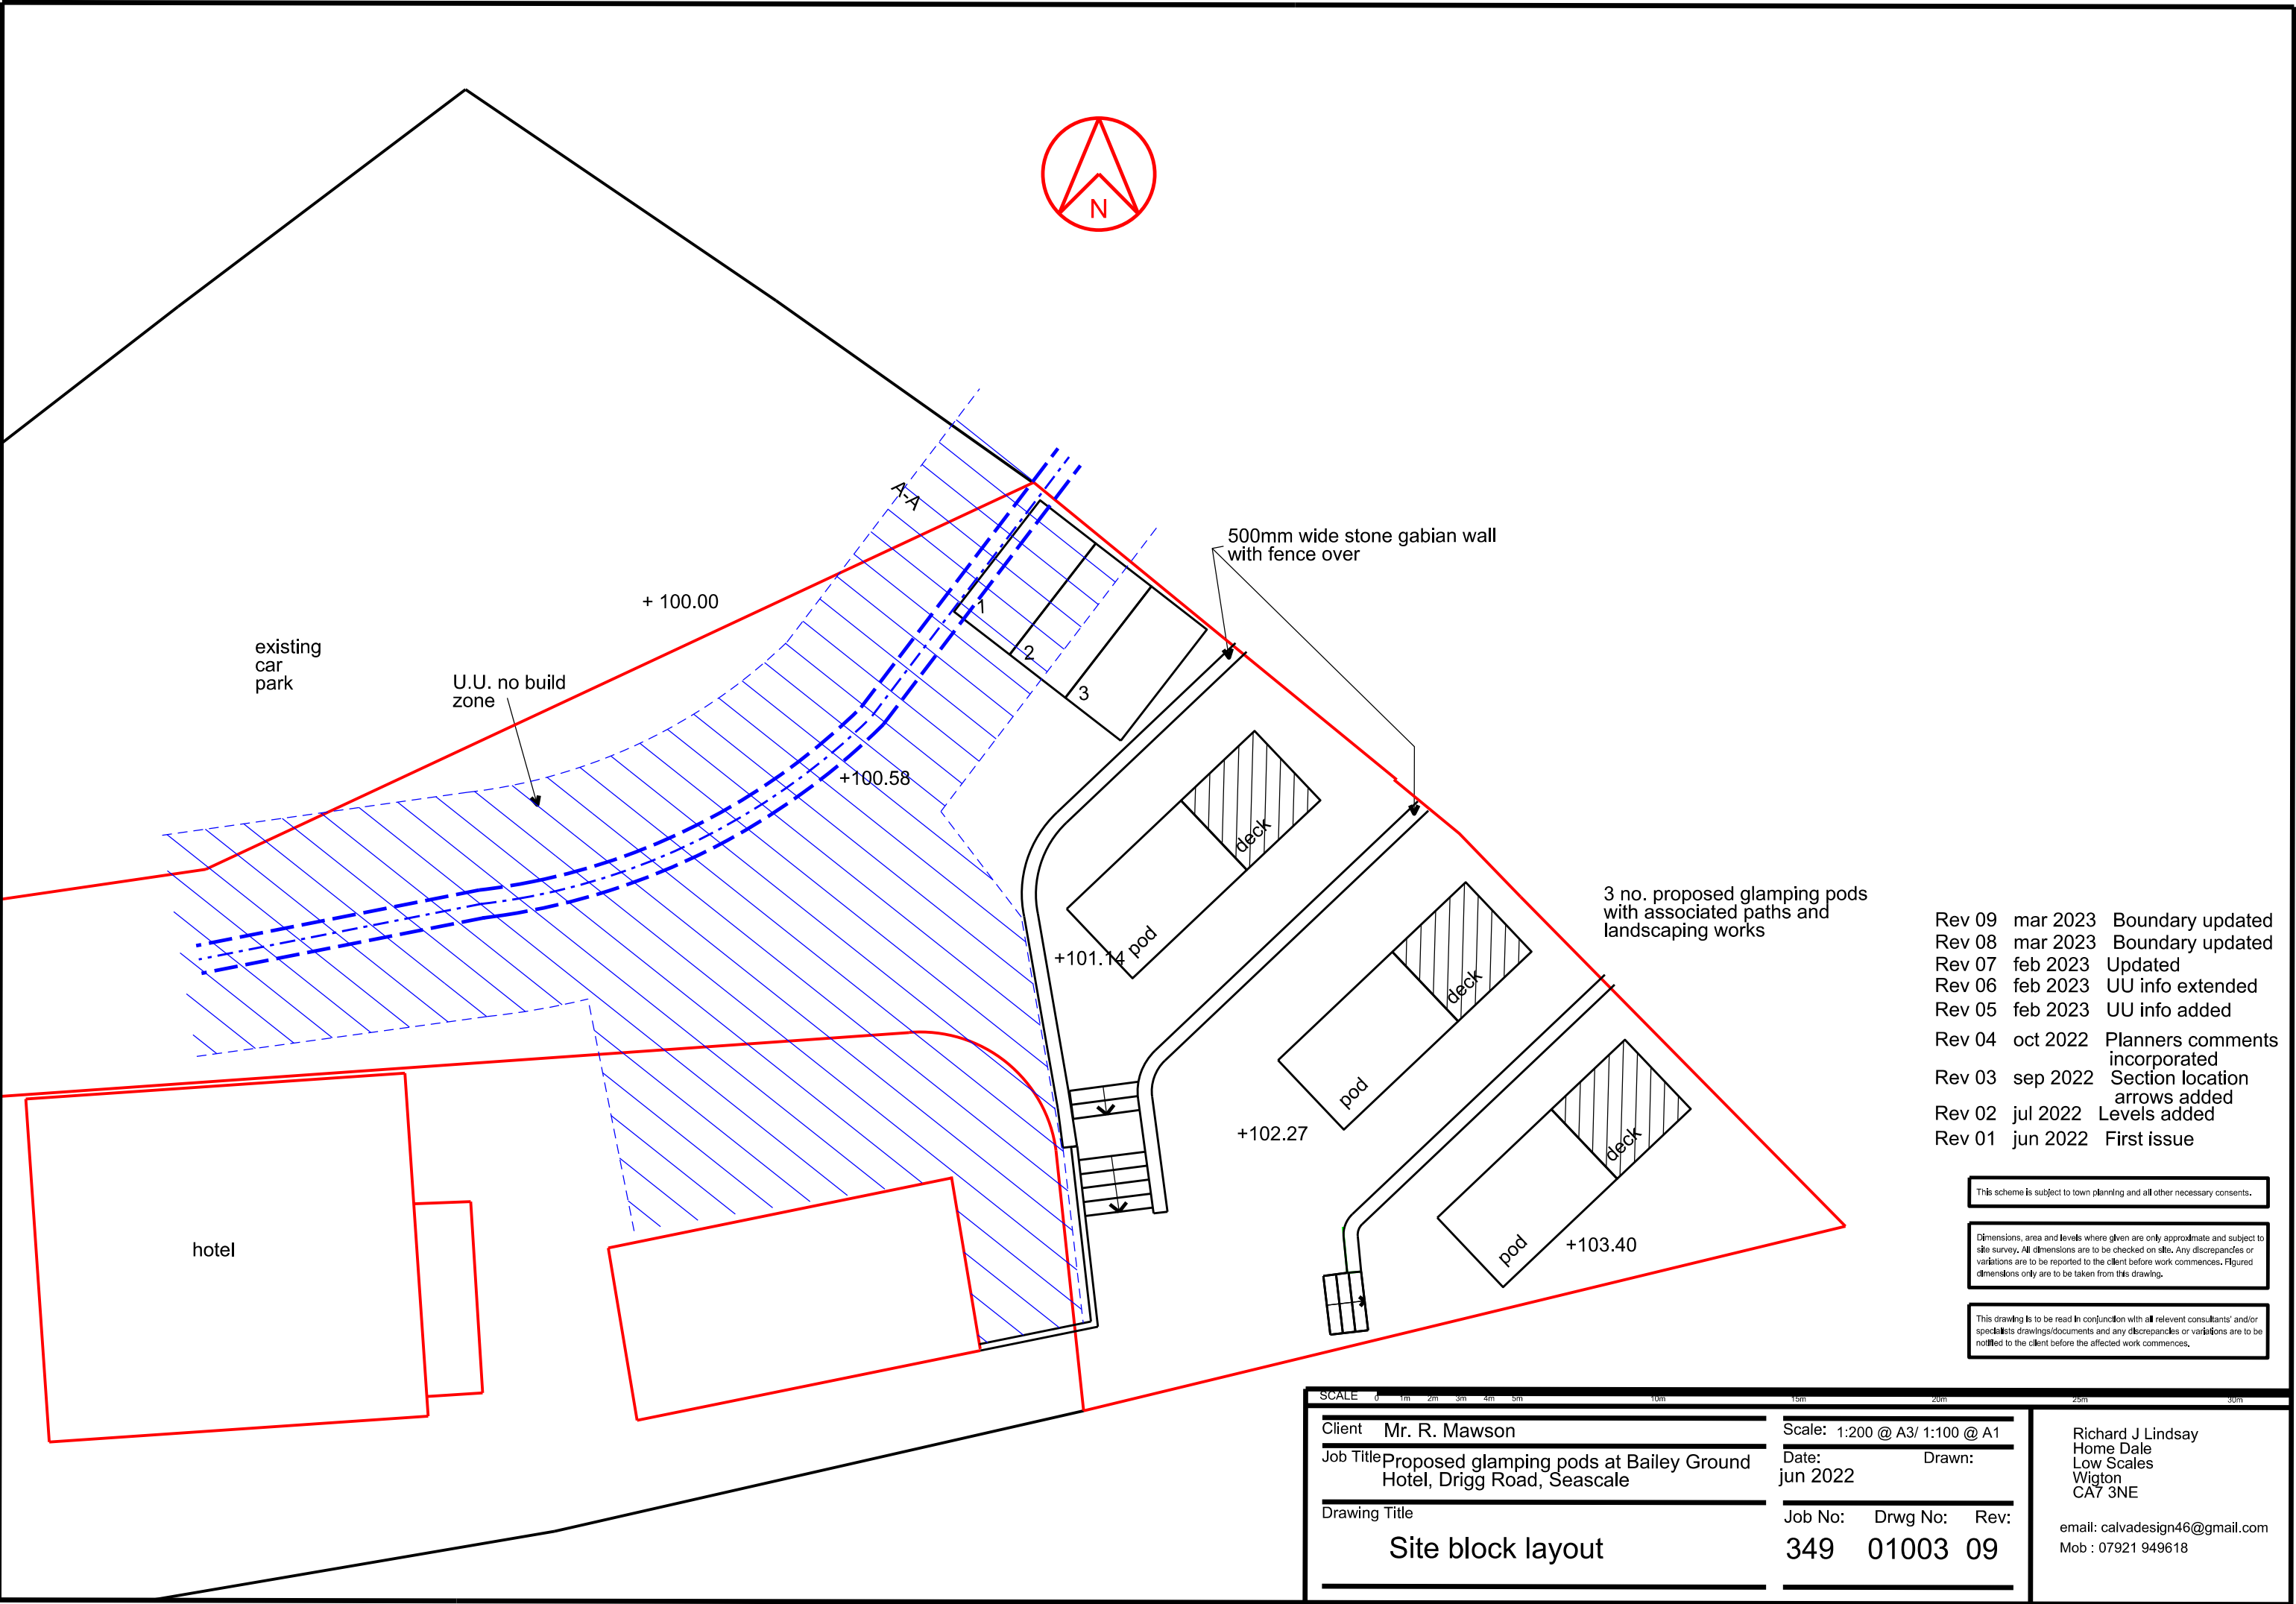 N
A-A
500mm wide stone gabian wall
with fence over
+ 100.00
1
existing
car
park
2
U.U. no build
zone
3
+100.58
deck
3 no. proposed glamping pods
with associated paths and
landscaping works
pod
+101.14
deck
pod
+102.27
deck
pod
+103.40
hotel
Rev 09 mar 2023 Boundary updated
Rev 08 mar 2023 Boundary updated
Rev 07 feb 2023 Updated
Rev 06 feb 2023 UU info extended
Rev 05 feb 2023 UU info added
Rev 04 oct 2022 Planners comments
incorporated
Rev 03 sep 2022 Section location
arrows added
Rev 02 jul 2022 Levels added
Rev 01 jun 2022 First issue
This scheme is subject to town planning and all other necessary consents.
Dimensions, area and levels where given are only approximate and subject to
site survey. All dimensions are to be checked on site. Any discrepancies or
variations are to be reported to the client before work commences. Figured
dimensions only are to be taken from this drawing.
This drawing is to be read in conjunction with all relevent consultants' and/or
specialists drawings/documents and any discrepancies or variations are to be
notified to the client before the affected work commences.
SCALE 0 1m 2m 3m 4m 5m 10m 15m 20m 25m 30m
Client Mr. R. Mawson
Job Title Proposed glamping pods at Bailey Ground
Hotel, Drigg Road, Seascale
Drawing Title
Site block layout
Scale: 1:200 @ A3/ 1:100 @ A1
Date: Drawn:
jun 2022
Job No: Drwg No: Rev:
349 01003 09
Richard J Lindsay
Home Dale
Low Scales
Wigton
CA7 3NE
email: calvadesign46@gmail.com
Mob : 07921 949618